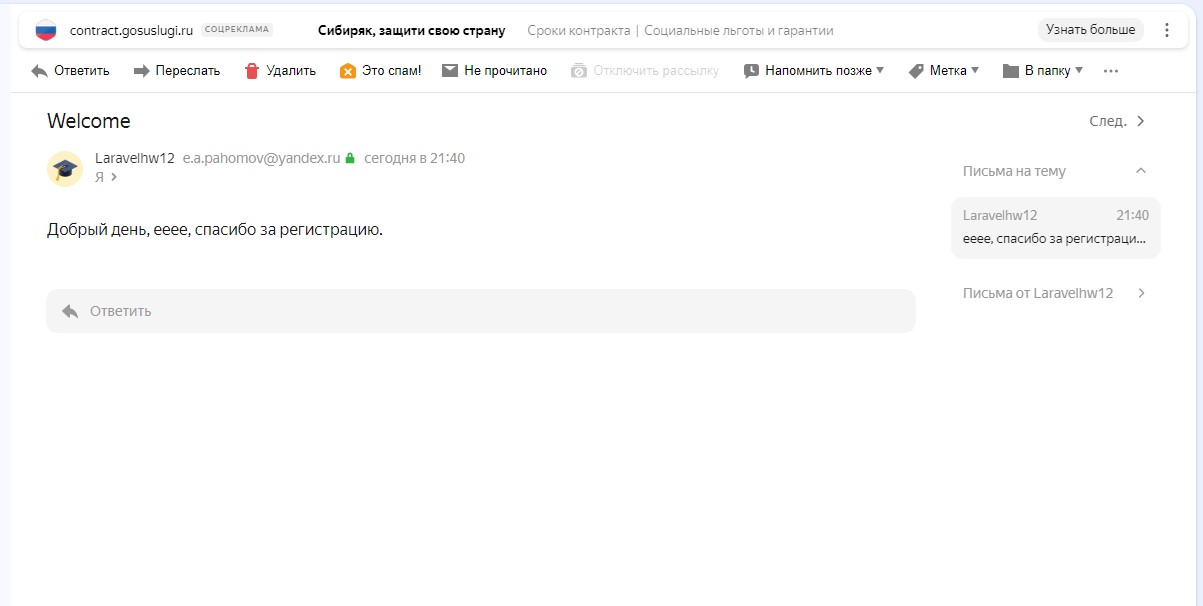 contract.gosuslugi.ru СОЦРЕКЛАМА Сибиряк, защити свою страну Сроки контракта | Социальные льготы и гарантии Узнать больше
Ответить Переслать Удалить Это спам! Не прочитано Отключить рассылку Напомнить позже Метка В папку
Welcome
След.
Laravelhw12 e.a.pahomov@yandex.ru сегодня в 21:40
Я
Письма на тему
Laravelhw12 21:40
ееее, спасибо за регистраци...
Добрый день, ееее, спасибо за регистрацию.
Письма от Laravelhw12
Ответить